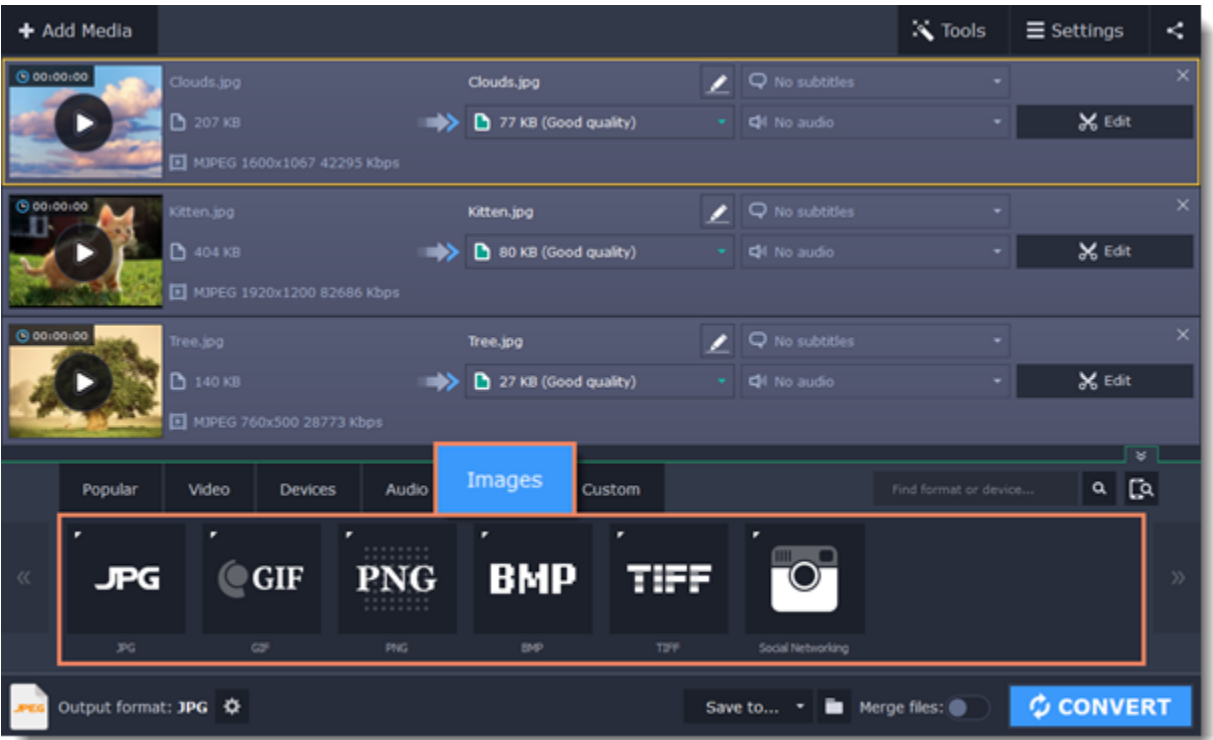 Add Media
Tools
Settings
00:00:00
Clouds.jpg
Clouds.jpg
No subtitles
207 KB
77 KB (Good quality)
No audio
Edit
MJPEG 1600x1067 42295 Kbps
00:00:00
Kitten.jpg
Kitten.jpg
No subtitles
404 KB
80 KB (Good quality)
No audio
Edit
MJPEG 1920x1200 82686 Kbps
00:00:00
Tree.jpg
Tree.jpg
No subtitles
140 KB
27 KB (Good quality)
No audio
Edit
MJPEG 760x500 28773 Kbps
Popular
Video
Devices
Audio
Images
Custom
Find format or device...
JPG
GIF
PNG
BMP
TIFF
JPG
GIF
PNG
BMP
TIFF
Social Networking
JPEG
Output format: JPG
Save to...
Merge files:
CONVERT